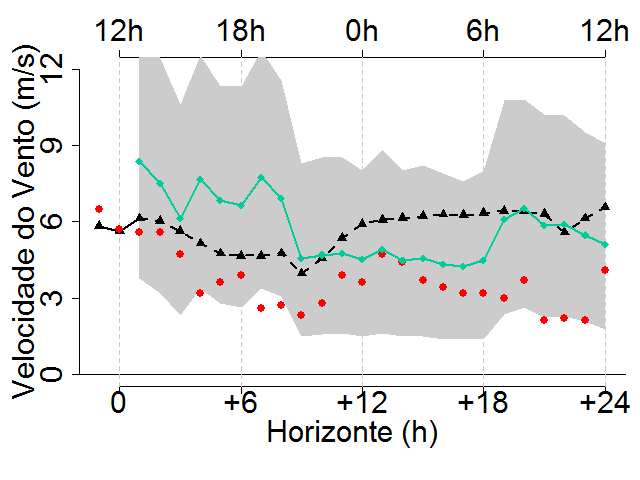 12h 18h 0h 6h 12h
Velocidade do Vento (m/s)
12
9
6
3
0
0 +6 +12 +18 +24
Horizonte (h)